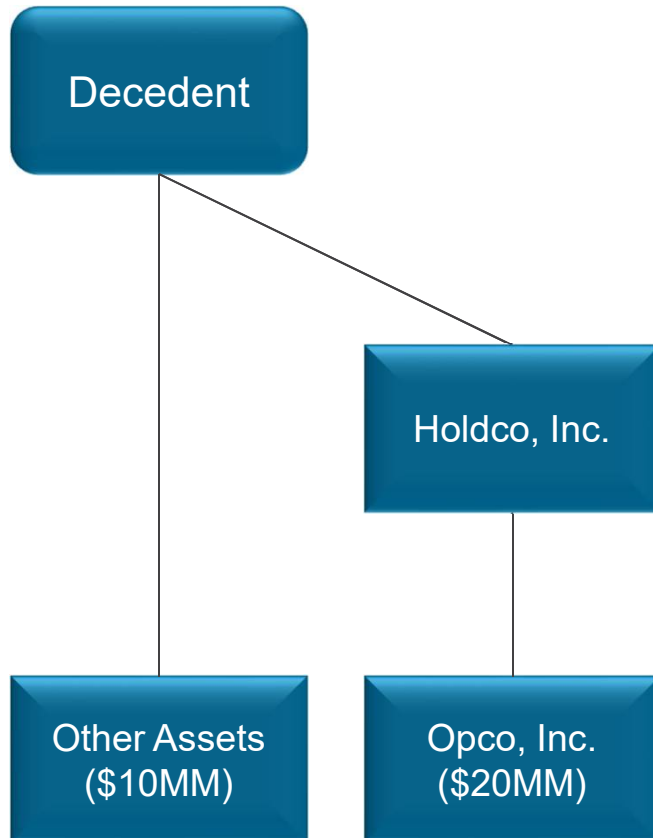 Decedent
Holdco, Inc.
Other Assets
($10MM)
Opco, Inc.
($20MM)